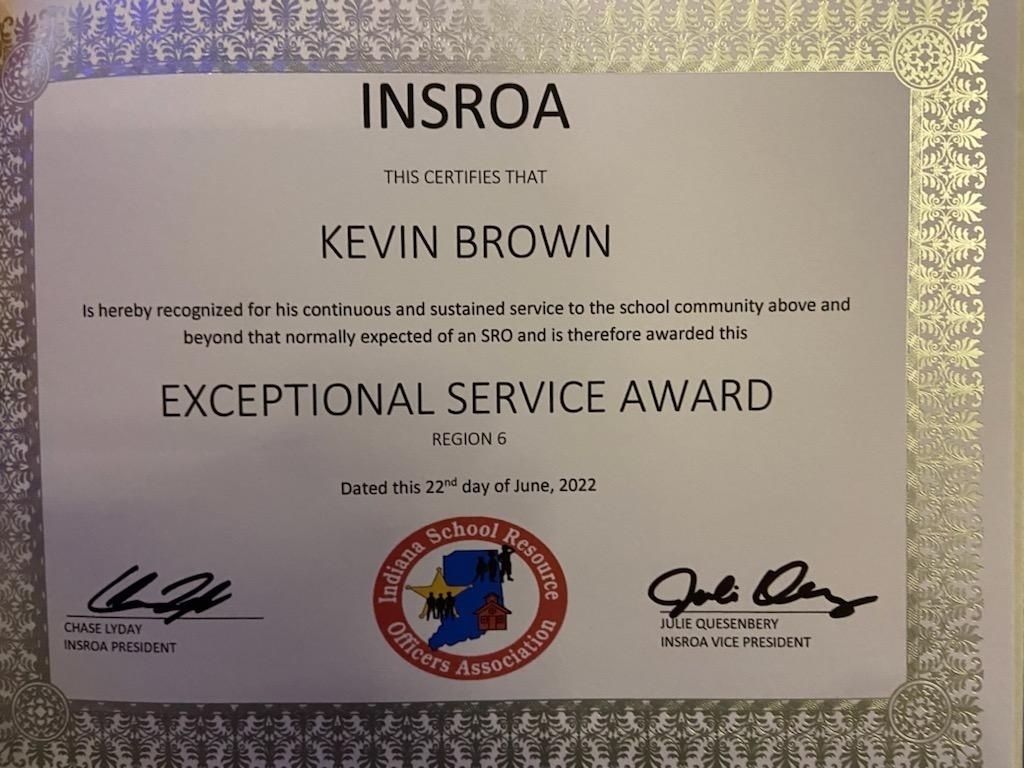 INSROA
THIS CERTIFIES THAT
KEVIN BROWN
Is hereby recognized for his continuous and sustained service to the school community above and
beyond that normally expected of an SRO and is therefore awarded this
EXCEPTIONAL SERVICE AWARD
REGION 6
Dated this 22nd day of June, 2022
CHASE LYDAY
INSROA PRESIDENT
Indiana School Resource
Officers Association
JULIE QUESENBERY
INSROA VICE PRESIDENT